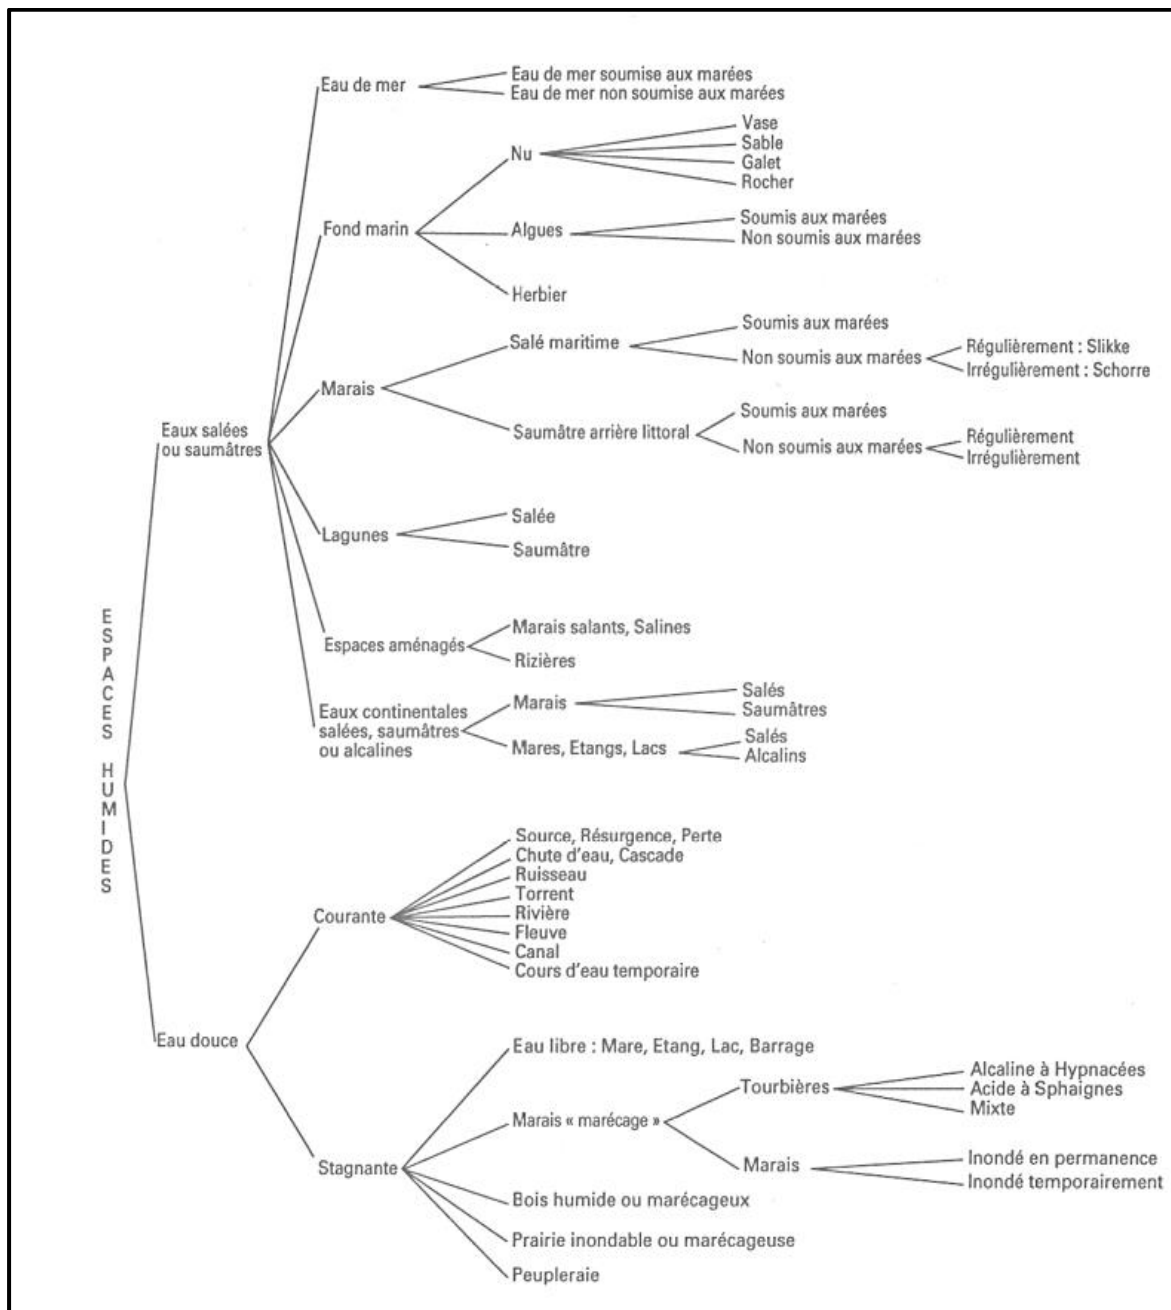 Eau de mer
Eau de mer soumise aux marées
Eau de mer non soumise aux marées
Fond marin
Nu
Vase
Sable
Galet
Rocher
Algues
Soumis aux marées
Non soumis aux marées
Herbier
Eaux salées
ou saumâtres
Marais
Salé maritime
Soumis aux marées
Non soumis aux marées
Régulièrement : Slikke
Irrégulièrement : Schorre
Saumâtre arrière littoral
Soumis aux marées
Non soumis aux marées
Régulièrement
Irrégulièrement
Lagunes
Salée
Saumâtre
ESPACES HUMIDES
Espaces aménagés
Marais salants, Salines
Rizières
Eaux continentales
salées, saumâtres
ou alcalines
Marais
Salés
Saumâtres
Mares, Etangs, Lacs
Salés
Alcalins
Eau douce
Courante
Source, Résurgence, Perte
Chute d'eau, Cascade
Ruisseau
Torrent
Rivière
Fleuve
Canal
Cours d'eau temporaire
Stagnante
Eau libre : Mare, Etang, Lac, Barrage
Marais « marécage »
Tourbières
Alcaline à Hypnacées
Acide à Sphaignes
Mixte
Marais
Inondé en permanence
Inondé temporairement
Bois humide ou marécageux
Prairie inondable ou marécageuse
Peupleraie